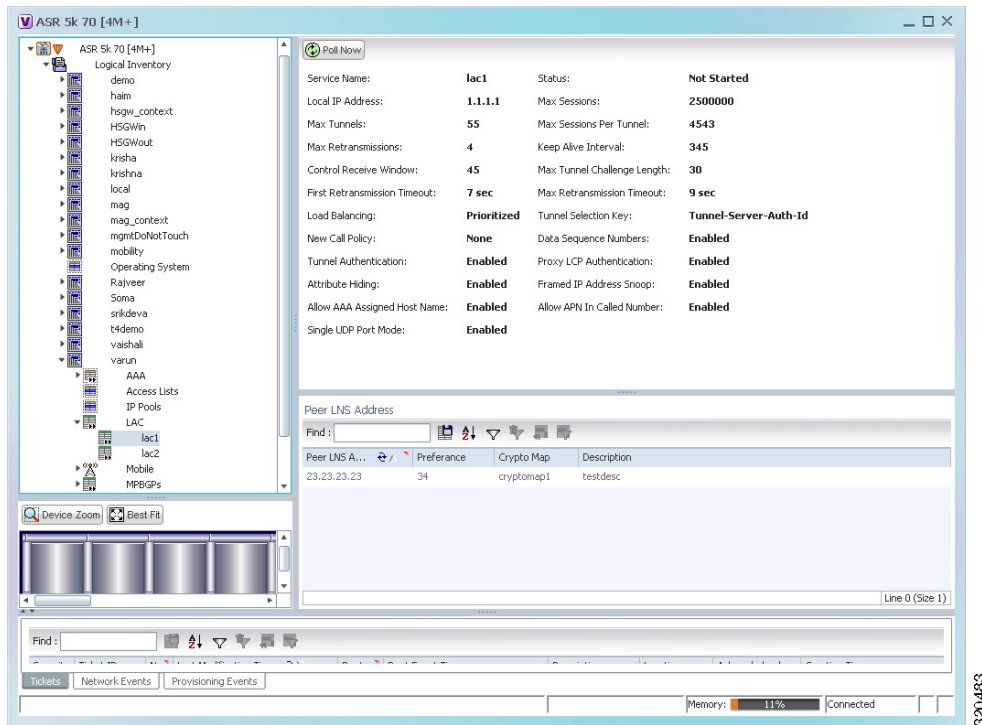 ASR 5k 70 [4M+]
ASR 5k 70 [4M+]
Logical Inventory
demo
haim
hsgw_context
HSGWin
HSGWout
krisha
krishna
local
mag
mag_context
mgmtDoNotTouch
mobility
Operating System
Rajveer
Soma
srikdeva
t4demo
vaishali
varun
AAA
Access Lists
IP Pools
LAC
lac1
lac2
Mobile
MPBGPs
Device Zoom Best Fit
Poll Now
Service Name: lac1 Status: Not Started
Local IP Address: 1.1.1.1 Max Sessions: 2500000
Max Tunnels: 55 Max Sessions Per Tunnel: 4543
Max Retransmissions: 4 Keep Alive Interval: 345
Control Receive Window: 45 Max Tunnel Challenge Length: 30
First Retransmission Timeout: 7 sec Max Retransmission Timeout: 9 sec
Load Balancing: Prioritized Tunnel Selection Key: Tunnel-Server-Auth-Id
New Call Policy: None Data Sequence Numbers: Enabled
Tunnel Authentication: Enabled Proxy LCP Authentication: Enabled
Attribute Hiding: Enabled Framed IP Address Snoop: Enabled
Allow AAA Assigned Host Name: Enabled Allow APN In Called Number: Enabled
Single UDP Port Mode: Enabled
Peer LNS Address
Find :
Peer LNS A... Preferance Crypto Map Description
23.23.23.23 34 cryptomap1 testdesc
Line 0 (Size 1)
Find :
Tickets Network Events Provisioning Events
Memory: 11% Connected
320483